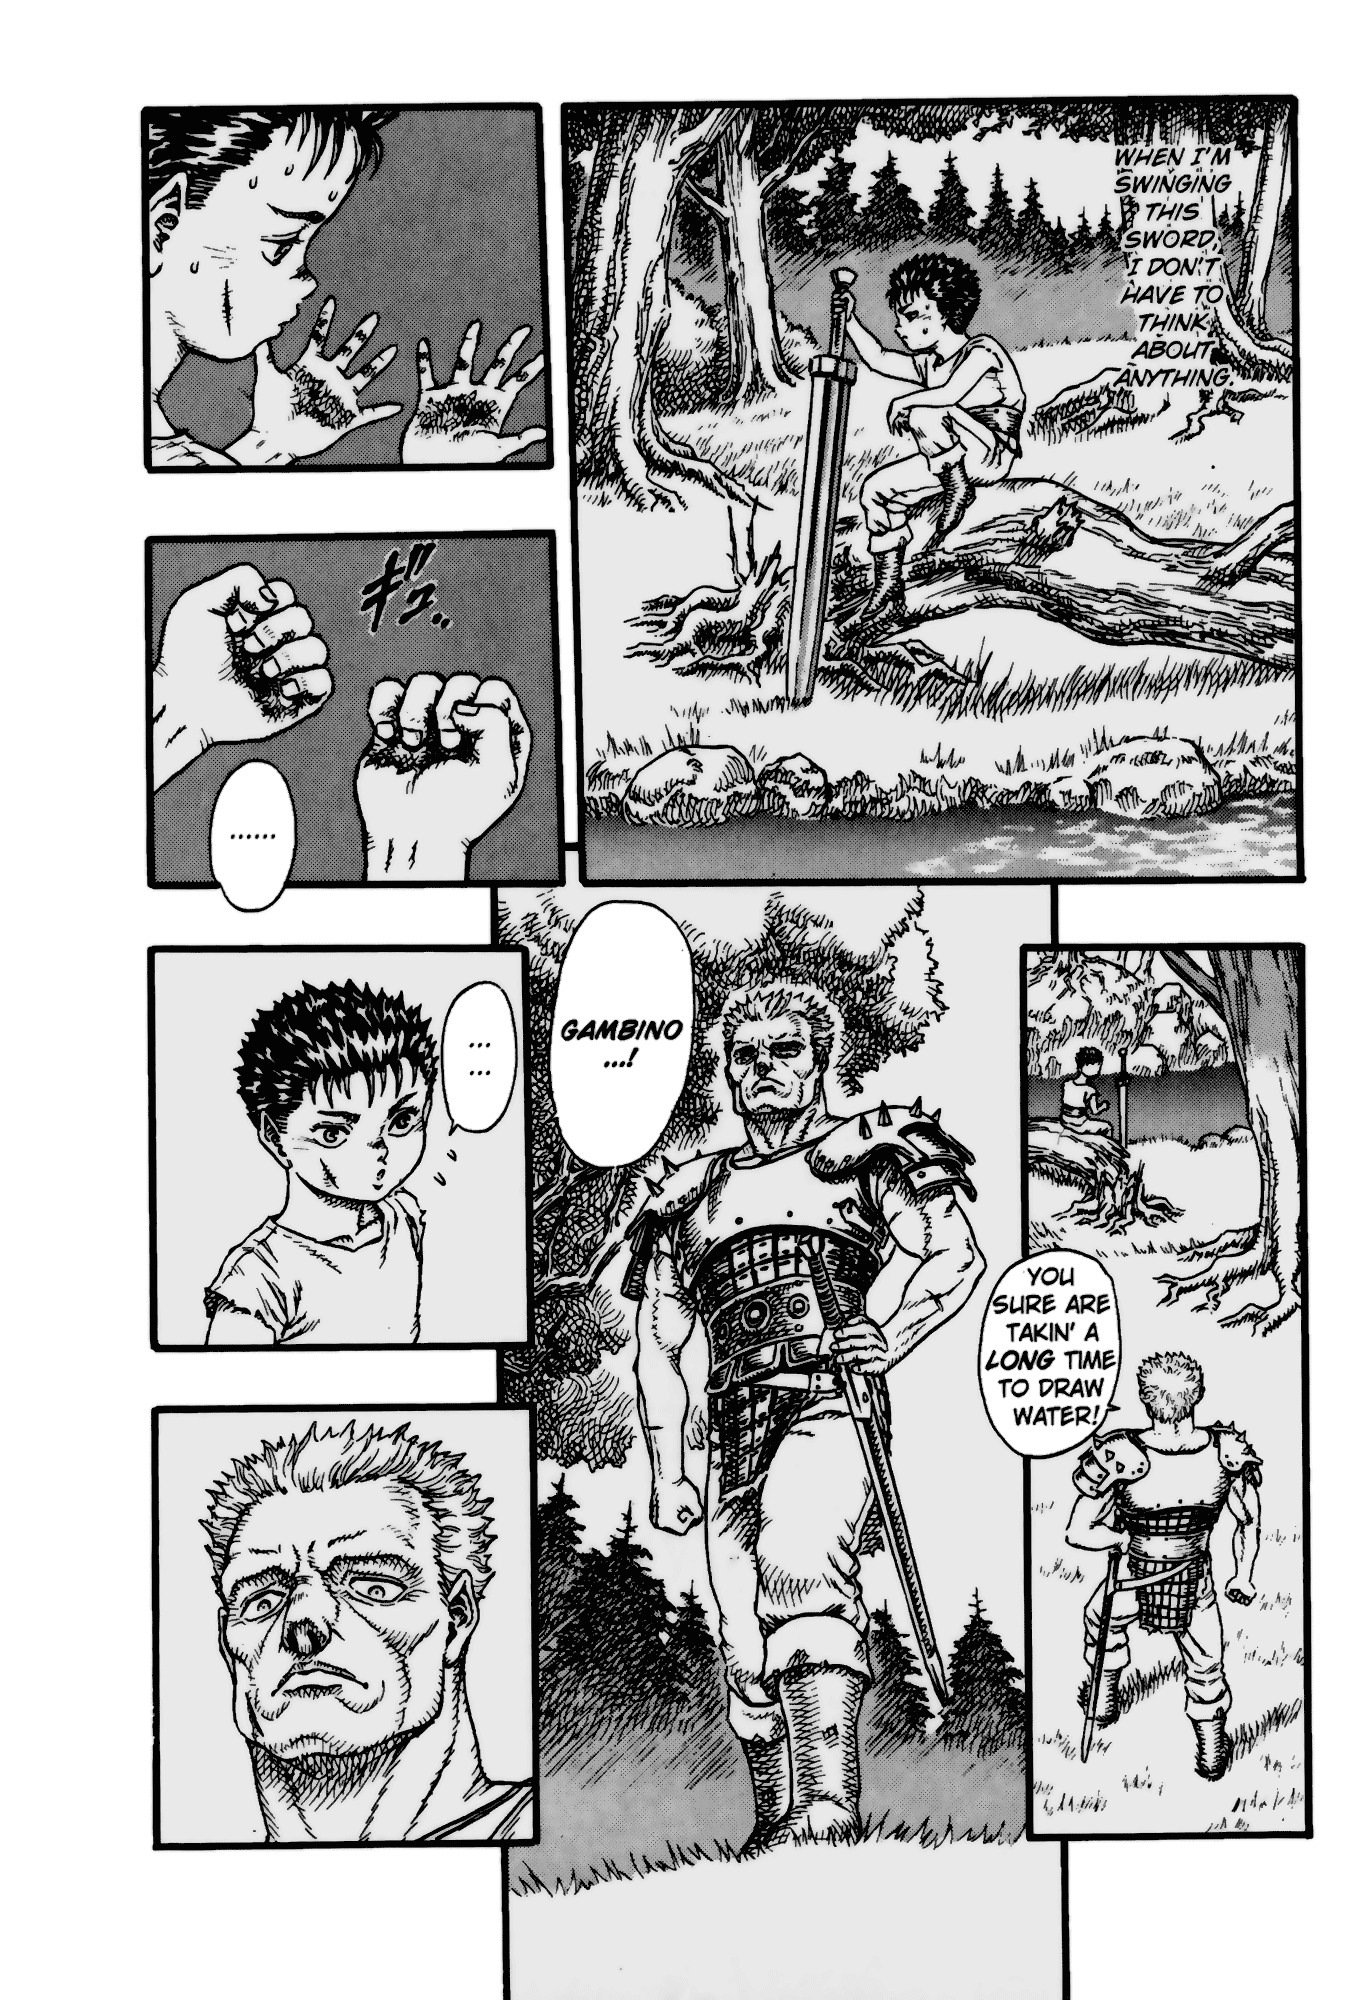 WHEN I'M
SWINGING
THIS
SWORD,
I DON'T
HAVE TO
THINK
ABOUT
ANYTHING.
ギュ..
......
YOU
SURE ARE
TAKIN' A
LONG TIME
TO DRAW
WATER!
GAMBINO
...!
...
...